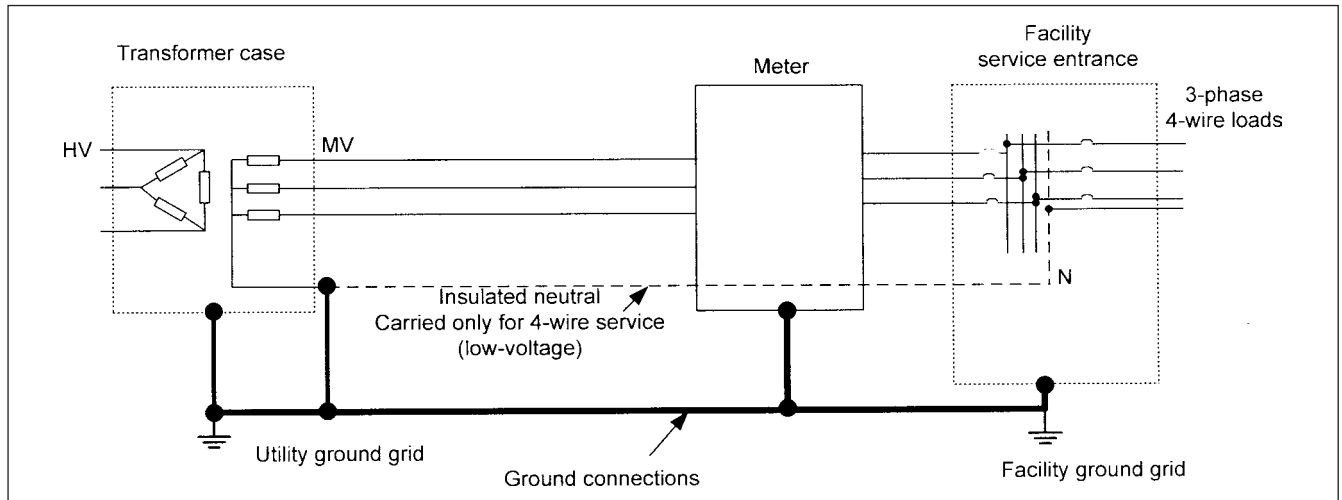 Transformer case
Facility
service entrance
Meter
3-phase
4-wire loads
HV
MV
Insulated neutral
Carried only for 4-wire service
(low-voltage)
N
Utility ground grid
Ground connections
Facility ground grid